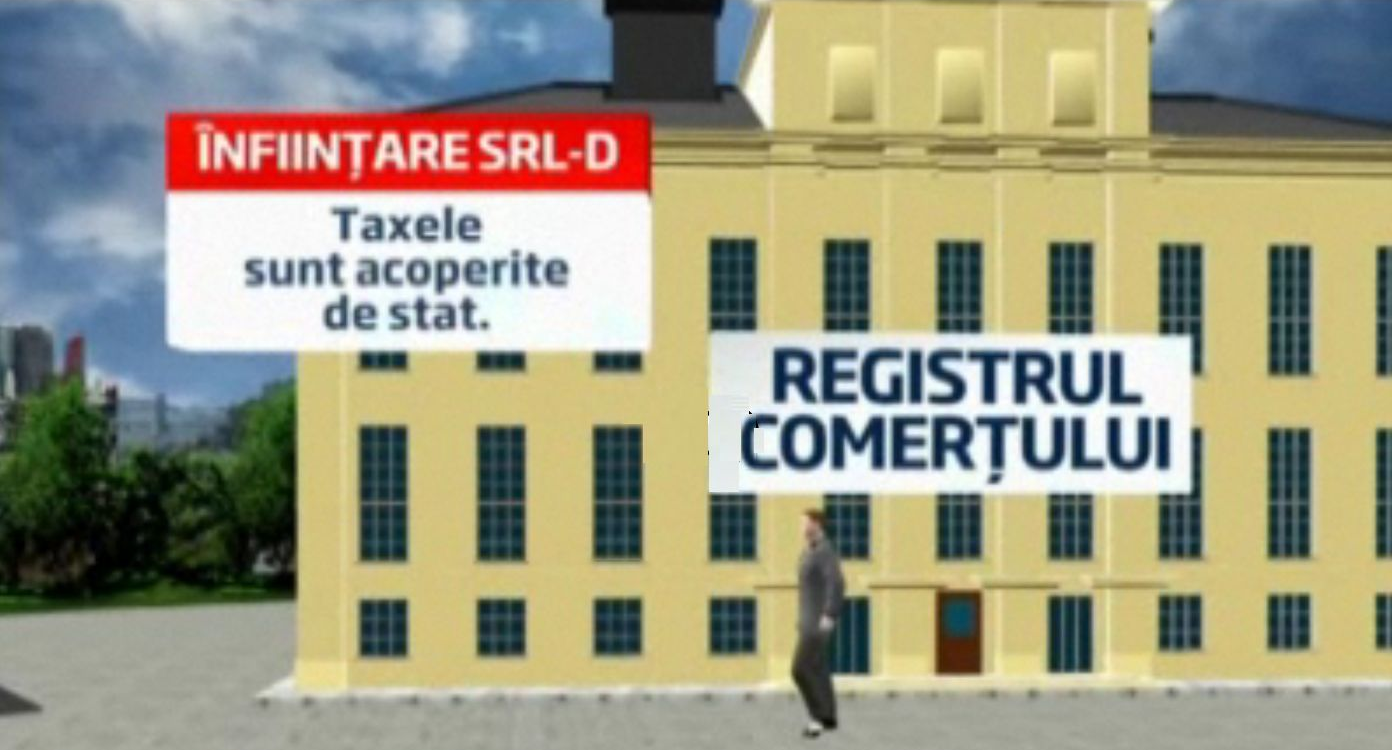 ÎNFIINȚARE SRL-D
Taxele
sunt acoperite
de stat.
REGISTRUL
COMERȚULUI